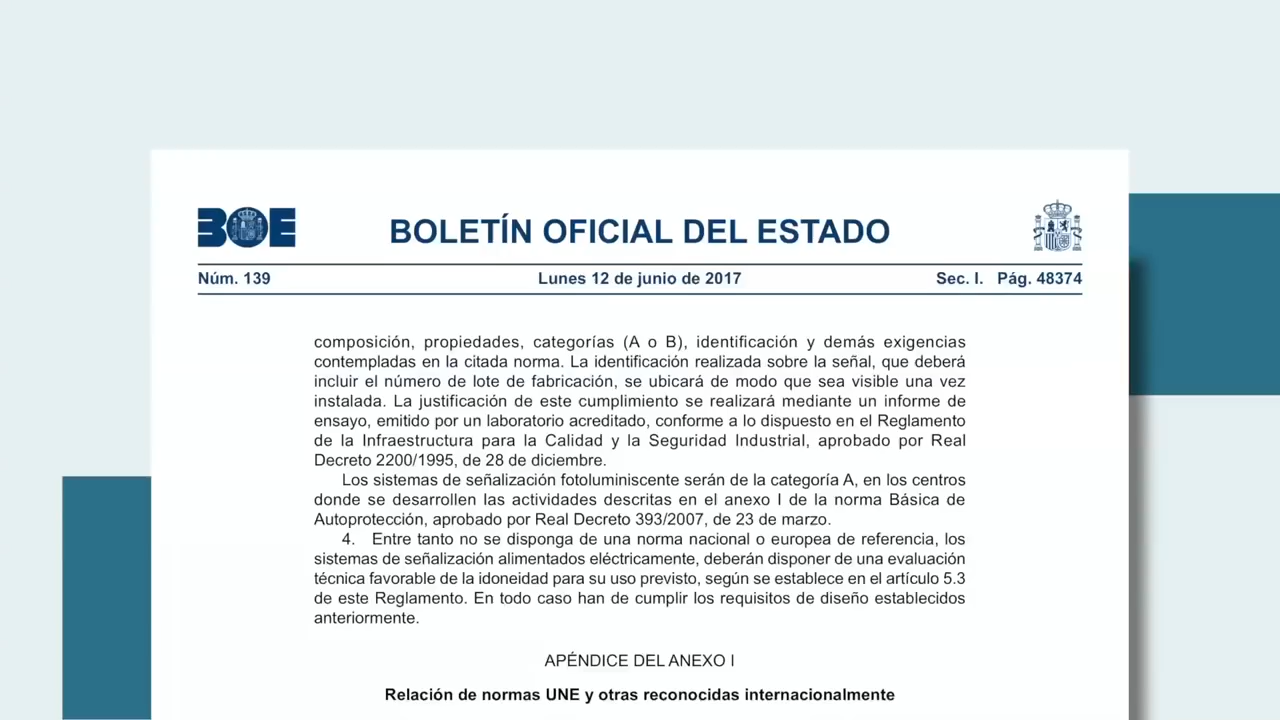 BOE
BOLETÍN OFICIAL DEL ESTADO
Núm. 139 Lunes 12 de junio de 2017 Sec. I. Pág. 48374
composición, propiedades, categorías (A o B), identificación y demás exigencias
contempladas en la citada norma. La identificación realizada sobre la señal, que deberá
incluir el número de lote de fabricación, se ubicará de modo que sea visible una vez
instalada. La justificación de este cumplimiento se realizará mediante un informe de
ensayo, emitido por un laboratorio acreditado, conforme a lo dispuesto en el Reglamento
de la Infraestructura para la Calidad y la Seguridad Industrial, aprobado por Real
Decreto 2200/1995, de 28 de diciembre.
Los sistemas de señalización fotoluminiscente serán de la categoría A, en los centros
donde se desarrollen las actividades descritas en el anexo I de la norma Básica de
Autoprotección, aprobado por Real Decreto 393/2007, de 23 de marzo.
4. Entre tanto no se disponga de una norma nacional o europea de referencia, los
sistemas de señalización alimentados eléctricamente, deberán disponer de una evaluación
técnica favorable de la idoneidad para su uso previsto, según se establece en el artículo 5.3
de este Reglamento. En todo caso han de cumplir los requisitos de diseño establecidos
anteriormente.
APÉNDICE DEL ANEXO I
Relación de normas UNE y otras reconocidas internacionalmente